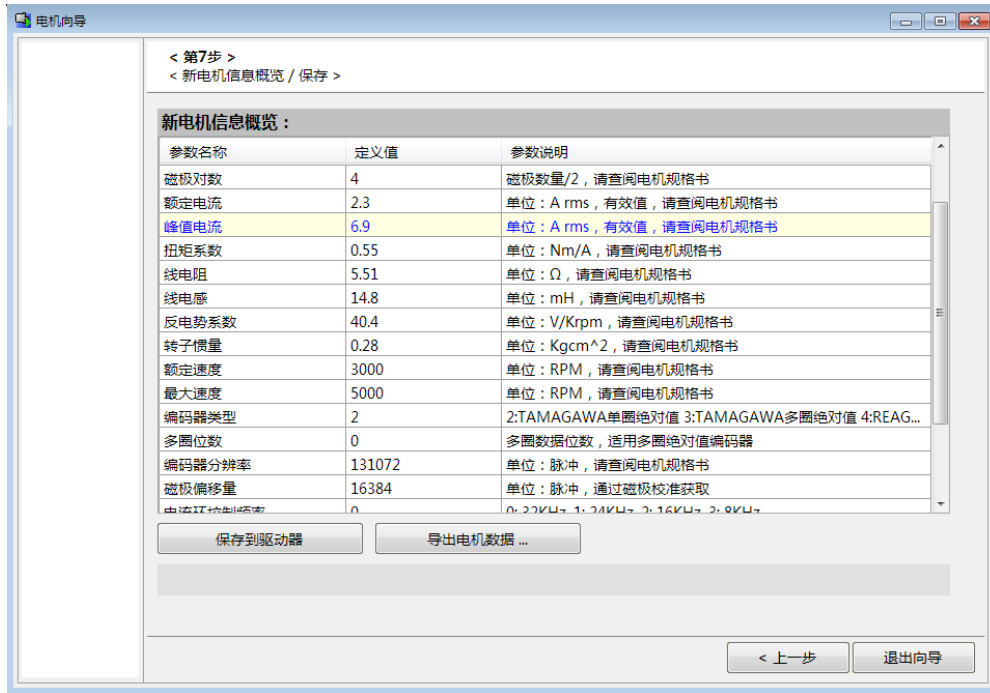 电机向导
< 第7步 >
< 新电机信息概览 / 保存 >
新电机信息概览：
参数名称 定义值 参数说明
磁极对数 4 磁极数量/2，请查阅电机规格书
额定电流 2.3 单位：A rms，有效值，请查阅电机规格书
峰值电流 6.9 单位：A rms，有效值，请查阅电机规格书
扭矩系数 0.55 单位：Nm/A，请查阅电机规格书
线电阻 5.51 单位：Ω，请查阅电机规格书
线电感 14.8 单位：mH，请查阅电机规格书
反电势系数 40.4 单位：V/Krpm，请查阅电机规格书
转子惯量 0.28 单位：Kgcm^2，请查阅电机规格书
额定速度 3000 单位：RPM，请查阅电机规格书
最大速度 5000 单位：RPM，请查阅电机规格书
编码器类型 2 2:TAMAGAWA单圈绝对值 3:TAMAGAWA多圈绝对值 4:REAG...
多圈位数 0 多圈数据位数，适用多圈绝对值编码器
编码器分辨率 131072 单位：脉冲，请查阅电机规格书
磁极偏移量 16384 单位：脉冲，通过磁极校准获取
电流环控制频率 0 0: 32KHz, 1: 24KHz, 2: 16KHz, 3: 8KHz
保存到驱动器 导出电机数据 ...
< 上一步 退出向导